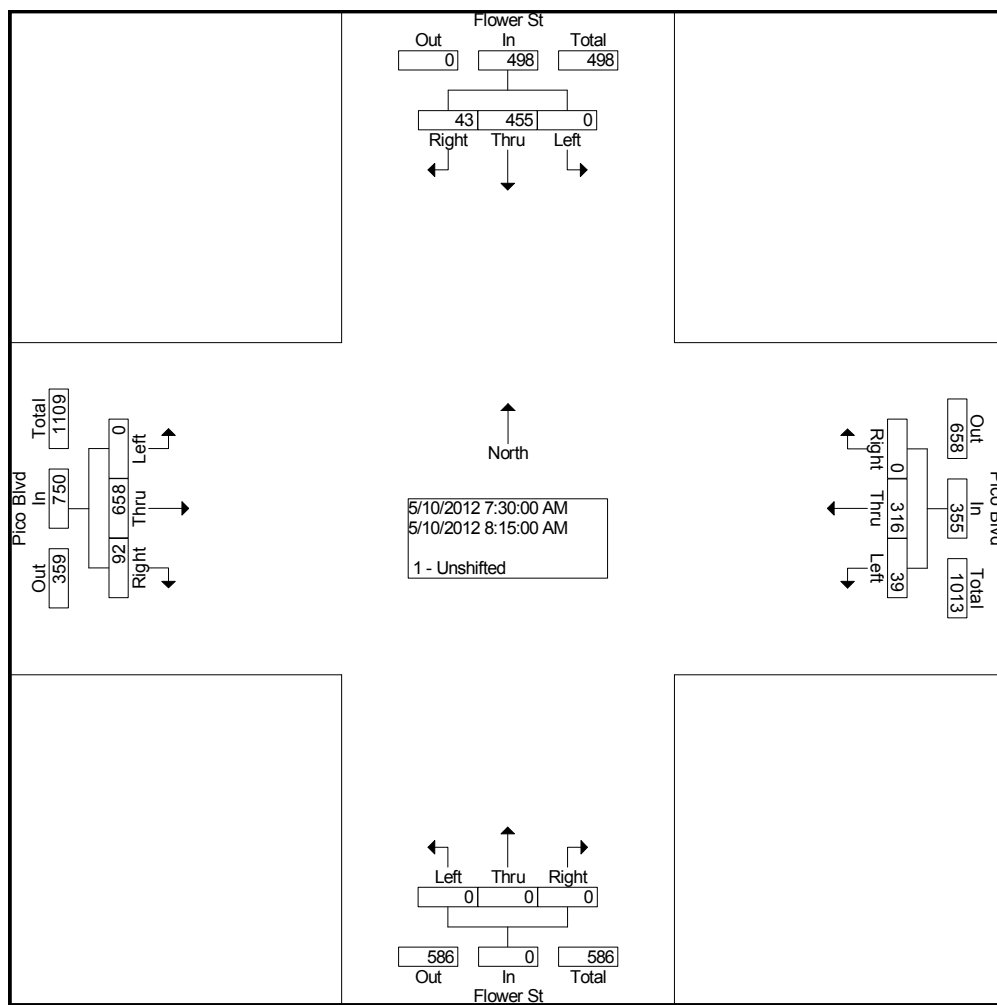 Flower St
Out In Total
0 498 498
43 455 0
Right Thru Left
Pico Blvd
Total In Out
1109 750 359
0 658 92
Left Thru Right
North
5/10/2012 7:30:00 AM
5/10/2012 8:15:00 AM
1 - Unshifted
Right Thru Left
0 316 39
658 355 1013
Out In Total
Pico Blvd
Left Thru Right
0 0 0
586 0 586
Out In Total
Flower St